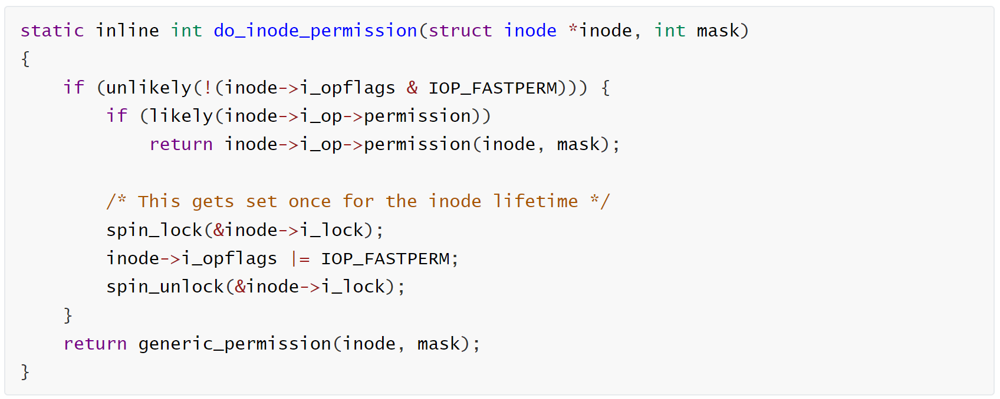 static inline int do_inode_permission(struct inode *inode, int mask)
{
    if (unlikely(!(inode->i_opflags & IOP_FASTPERM))) {
        if (likely(inode->i_op->permission))
            return inode->i_op->permission(inode, mask);

        /* This gets set once for the inode lifetime */
        spin_lock(&inode->i_lock);
        inode->i_opflags |= IOP_FASTPERM;
        spin_unlock(&inode->i_lock);
    }
    return generic_permission(inode, mask);
}